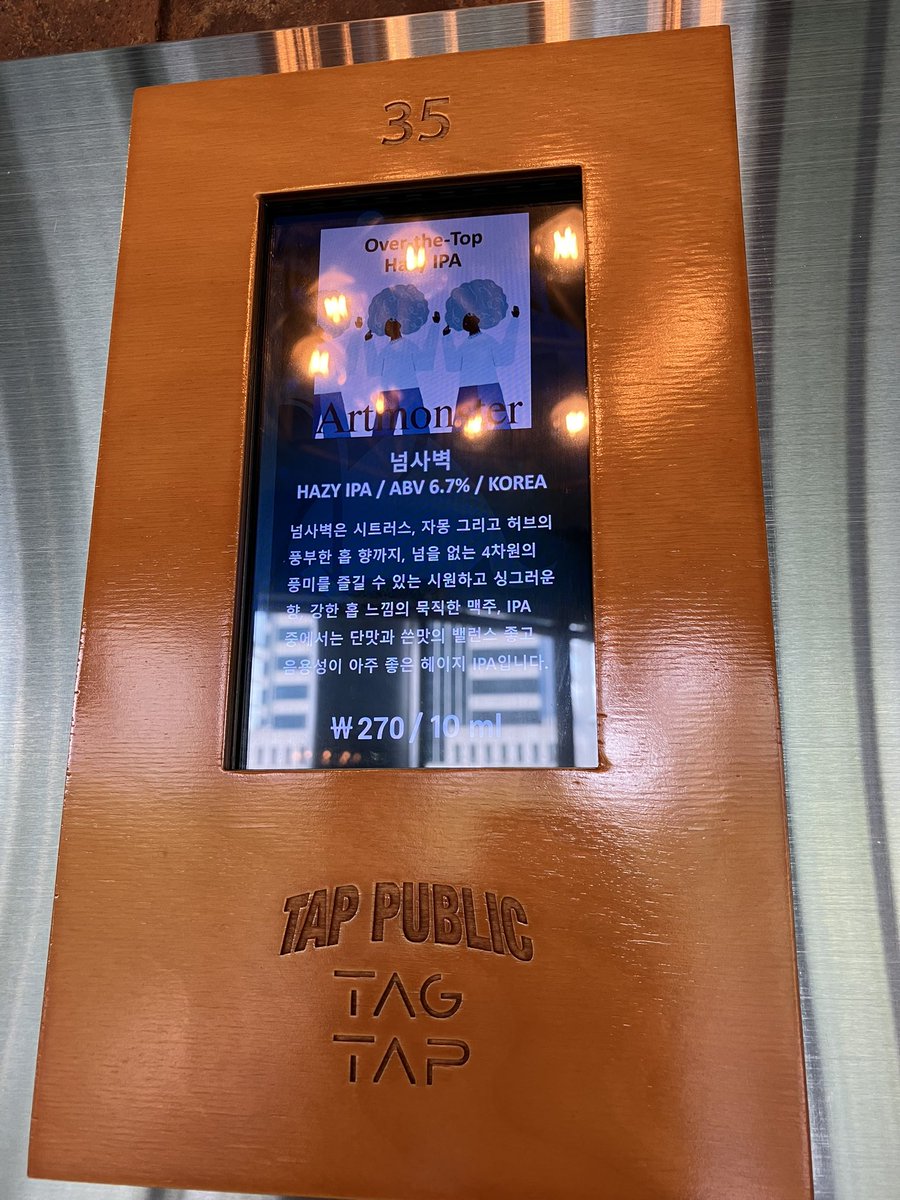 35
Over-the-Top
Hazy IPA
Artmonster
넘사벽
HAZY IPA / ABV 6.7% / KOREA
넘사벽은 시트러스, 자몽 그리고 허브의
풍부한 홉 향까지, 넘을 없는 4차원의
풍미를 즐길 수 있는 시원하고 싱그러운
향, 강한 홉 느낌의 묵직한 맥주, IPA
중에서는 단맛과 쓴맛의 밸런스 좋고
음용성이 아주 좋은 헤이지 IPA입니다.
₩270 / 10 ml
TAP PUBLIC
TAG
TAP